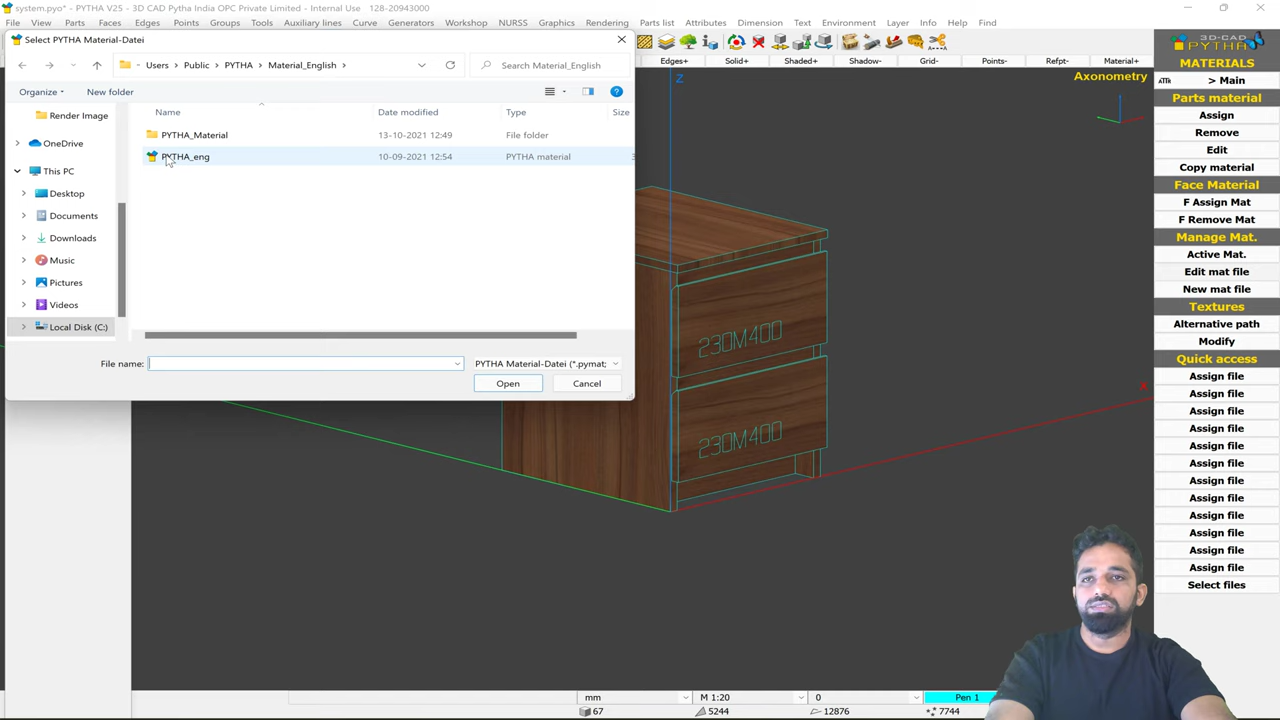 system.pyo* - PYTHA V25 - Pytha India OPC Private Limited - Internal Use 128-20943000
File View Parts Faces Edges Points Groups Tools Auxiliary lines Curve Generators Workshop NURSS Graphics Rendering Parts list Attributes Dimension Text Environment Layer Info Help Find
Select PYTHA Material-Datei
Users > Public > PYTHA > Material_English >
Search Material_English
Organize
New folder
Name Date modified Type Size
PYTHA_Material 13-10-2021 12:49 File folder
PYTHA_eng 10-09-2021 12:54 PYTHA material
Render Image
OneDrive
This PC
Desktop
Documents
Downloads
Music
Pictures
Videos
Local Disk (C:)
File name:
PYTHA Material-Datei (*.pymat;
Open
Cancel
Edges+ Solid+ Shaded+ Shadow- Grid- Points- Refpt- Material+
Axonometry
Z
X
230M400
230M400
3D-CAD
PYTHA
MATERIALS
> Main
Parts material
Assign
Remove
Edit
Copy material
Face Material
F Assign Mat
F Remove Mat
Manage Mat.
Active Mat.
Edit mat file
New mat file
Textures
Alternative path
Modify
Quick access
Assign file
Assign file
Assign file
Assign file
Assign file
Assign file
Assign file
Assign file
Assign file
Assign file
Assign file
Assign file
Select files
mm M 1:20 0 Pen 1
67 5244 12876 7744